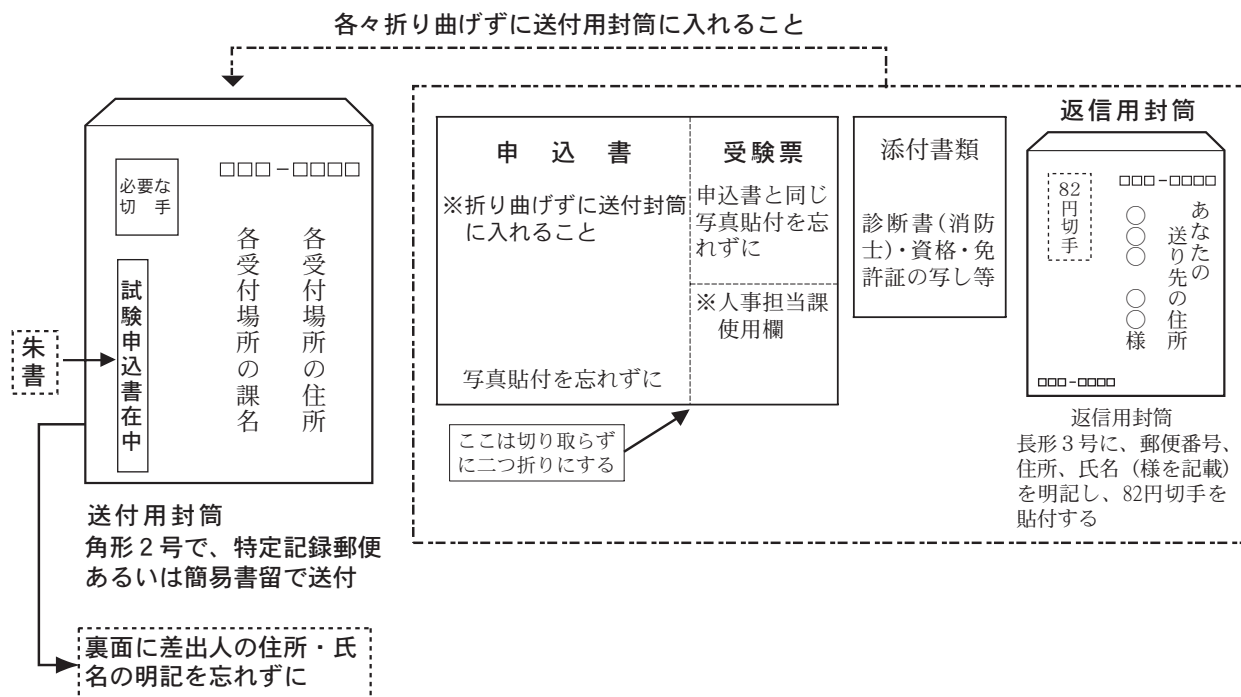 各々折り曲げずに送付用封筒に入れること
必要な
切　手
□□□-□□□□
各受付場所の住所
各受付場所の課名
試験申込書在中
朱書
送付用封筒
角形２号で、特定記録郵便
あるいは簡易書留で送付
裏面に差出人の住所・氏
名の明記を忘れずに
申　込　書
※折り曲げずに送付封筒
に入れること
写真貼付を忘れずに
受験票
申込書と同じ
写真貼付を忘
れずに
※人事担当課
使用欄
ここは切り取らず
に二つ折りにする
添付書類
診断書（消防
士）・資格・免
許証の写し等
返信用封筒
82円切手
□□□-□□□□
あなたの
送り先の住所
○○○　○○様
□□□-□□□□
返信用封筒
長形３号に、郵便番号、
住所、氏名（様を記載）
を明記し、82円切手を
貼付する